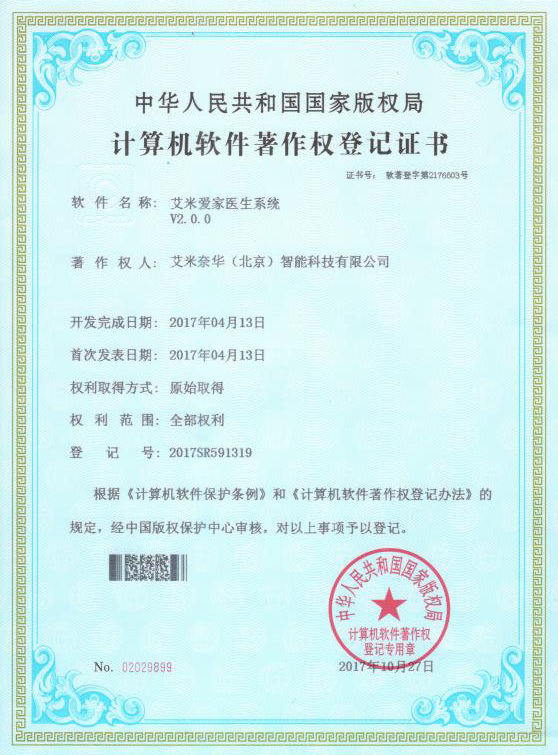 中华人民共和国国家版权局
计算机软件著作权登记证书
证书号： 软著登字第2176603号
软件名称： 艾米爱家医生系统
V2.0.0
著作权人： 艾米奈华（北京）智能科技有限公司
开发完成日期： 2017年04月13日
首次发表日期： 2017年04月13日
权利取得方式： 原始取得
权利范围： 全部权利
登记号： 2017SR591319
根据《计算机软件保护条例》和《计算机软件著作权登记办法》的
规定，经中国版权保护中心审核，对以上事项予以登记。
中华人民共和国国家版权局
计算机软件著作权
登记专用章
No. 02029899
2017年10月27日